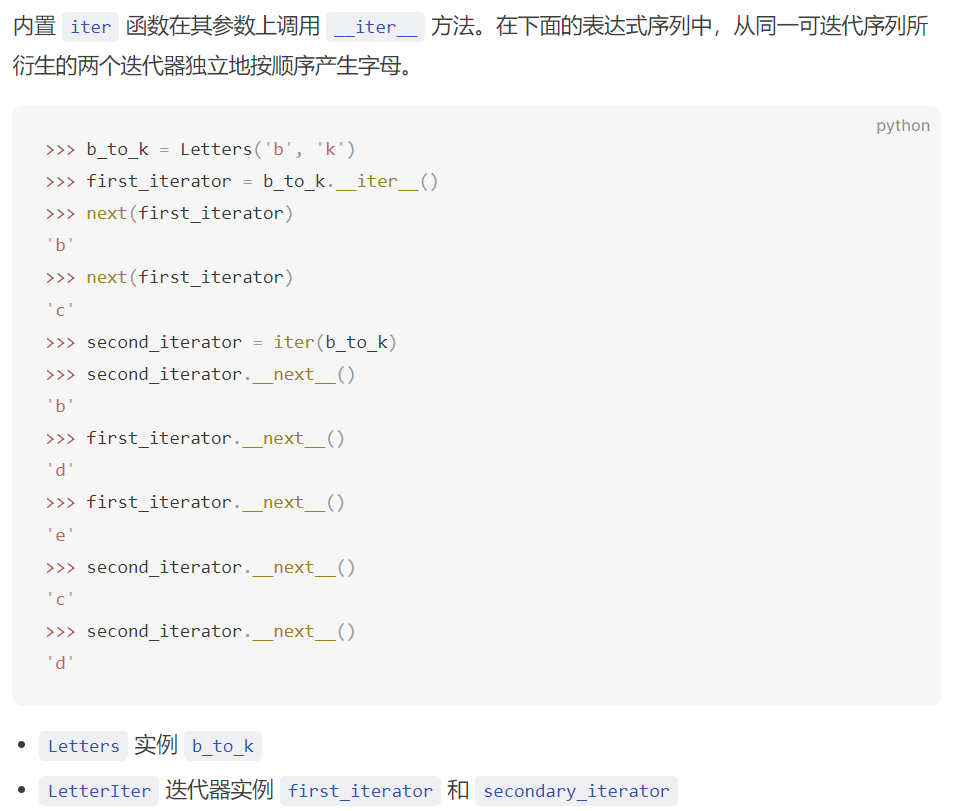 内置 iter 函数在其参数上调用 __iter__ 方法。在下面的表达式序列中，从同一可迭代序列所
衍生的两个迭代器独立地按顺序产生字母。
python
>>> b_to_k = Letters('b', 'k')
>>> first_iterator = b_to_k.__iter__()
>>> next(first_iterator)
'b'
>>> next(first_iterator)
'c'
>>> second_iterator = iter(b_to_k)
>>> second_iterator.__next__()
'b'
>>> first_iterator.__next__()
'd'
>>> first_iterator.__next__()
'e'
>>> second_iterator.__next__()
'c'
>>> second_iterator.__next__()
'd'
• Letters 实例 b_to_k
• LetterIter 迭代器实例 first_iterator 和 secondary_iterator